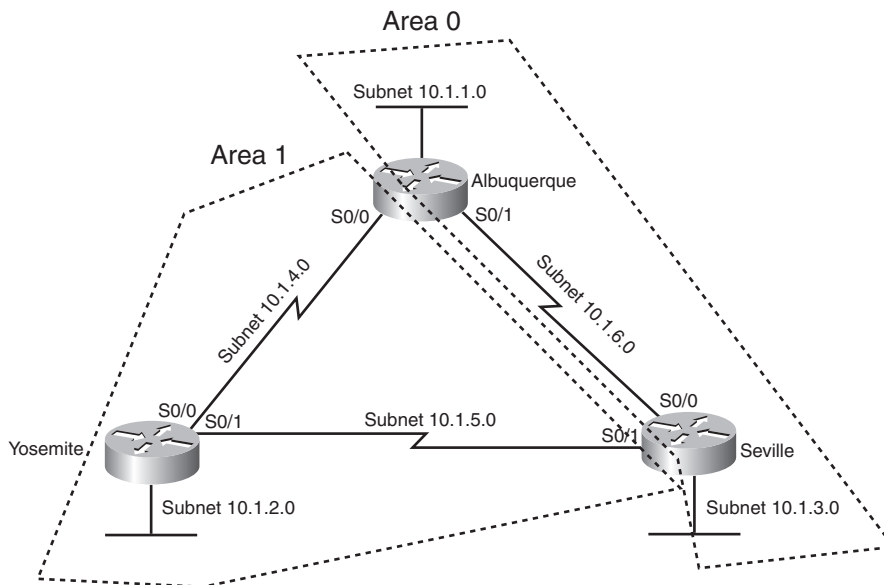 Area 0
Subnet 10.1.1.0
Area 1
Albuquerque
S0/0
S0/1
Subnet 10.1.4.0
Subnet 10.1.6.0
S0/0
S0/0
S0/1
Subnet 10.1.5.0
S0/1
Yosemite
Seville
Subnet 10.1.2.0
Subnet 10.1.3.0